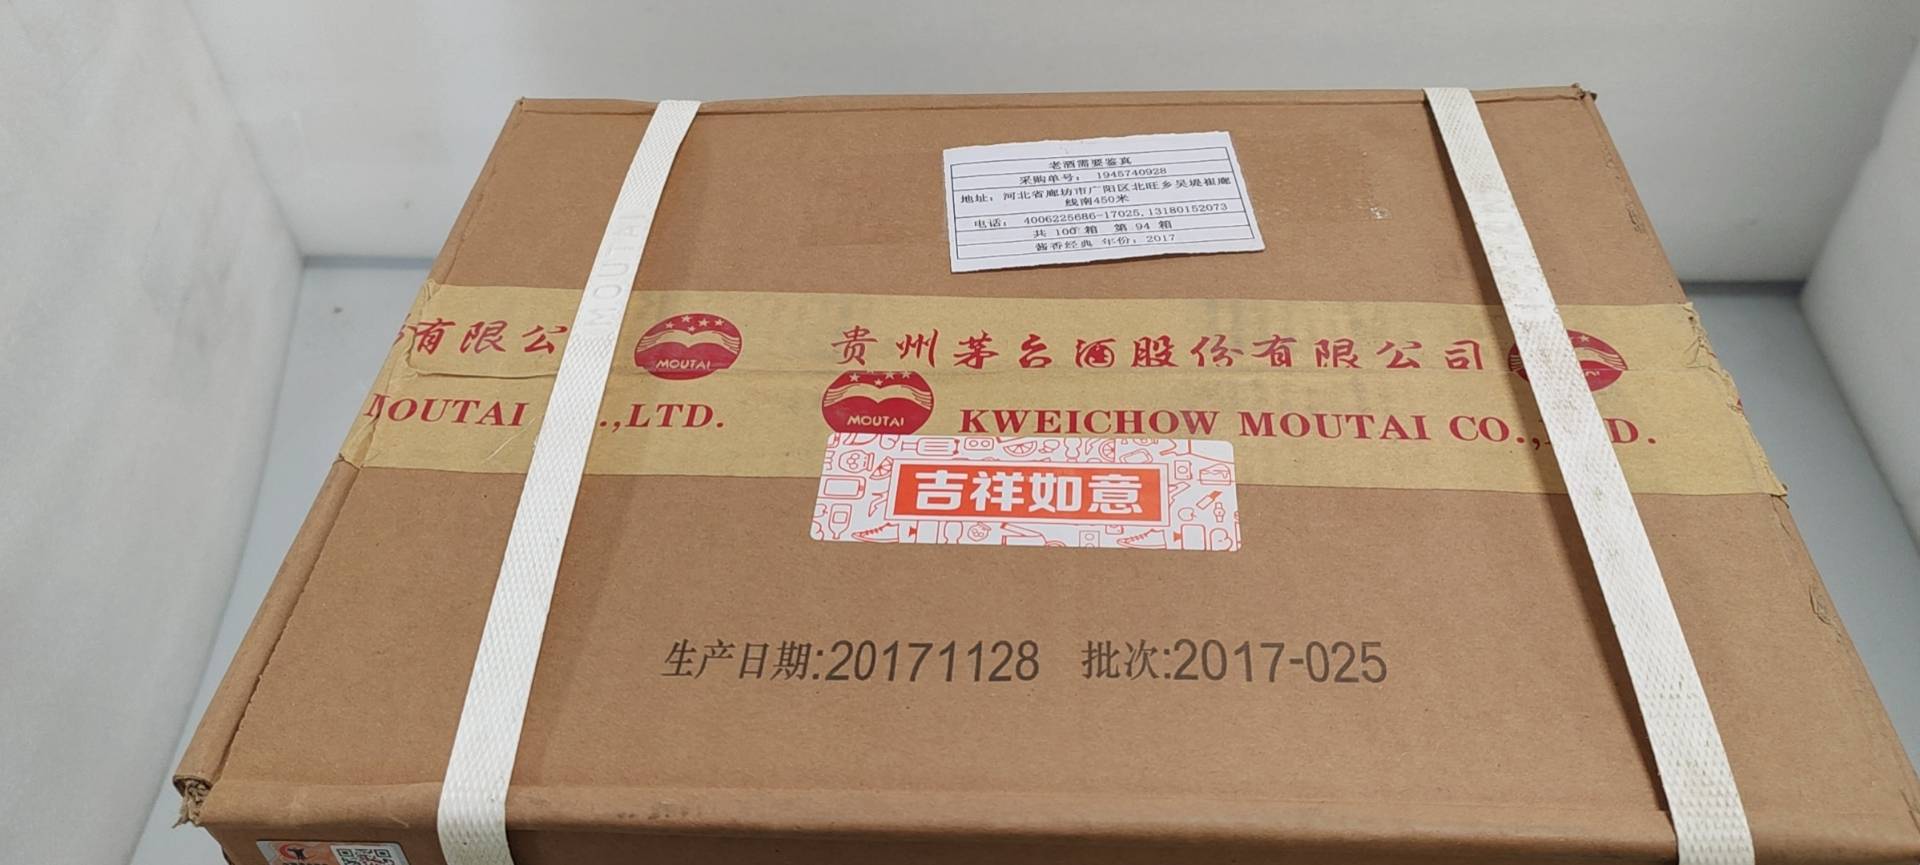 老酒需要鉴真
采购单号： 1945740928
地址： 河北省廊坊市广阳区北旺乡吴堤崔廊
线南450米
电话： 4006225686-17025,13180152073
共 100 箱 第 94 箱
酱香经典 年份：2017
MOUTAI
有限公
MOUTAI
贵州茅台酒股份有限公司
MOUTAI
KWEICHOW MOUTAI CO.,LTD.
OUTAI .,LTD.
吉祥如意
生产日期:20171128 批次:2017-025